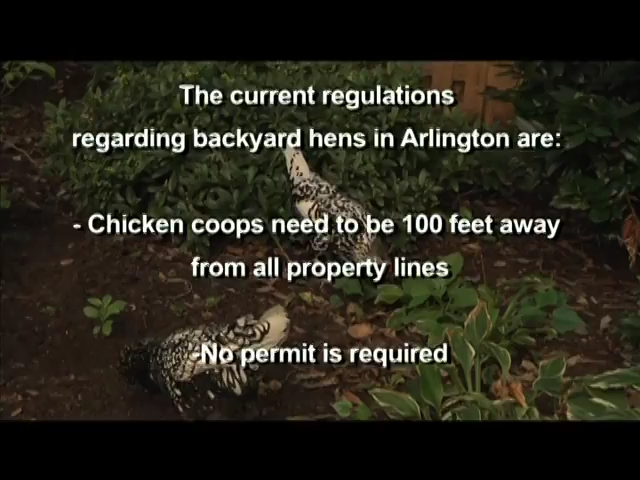 The current regulations
regarding backyard hens in Arlington are:
- Chicken coops need to be 100 feet away
from all property lines
-No permit is required